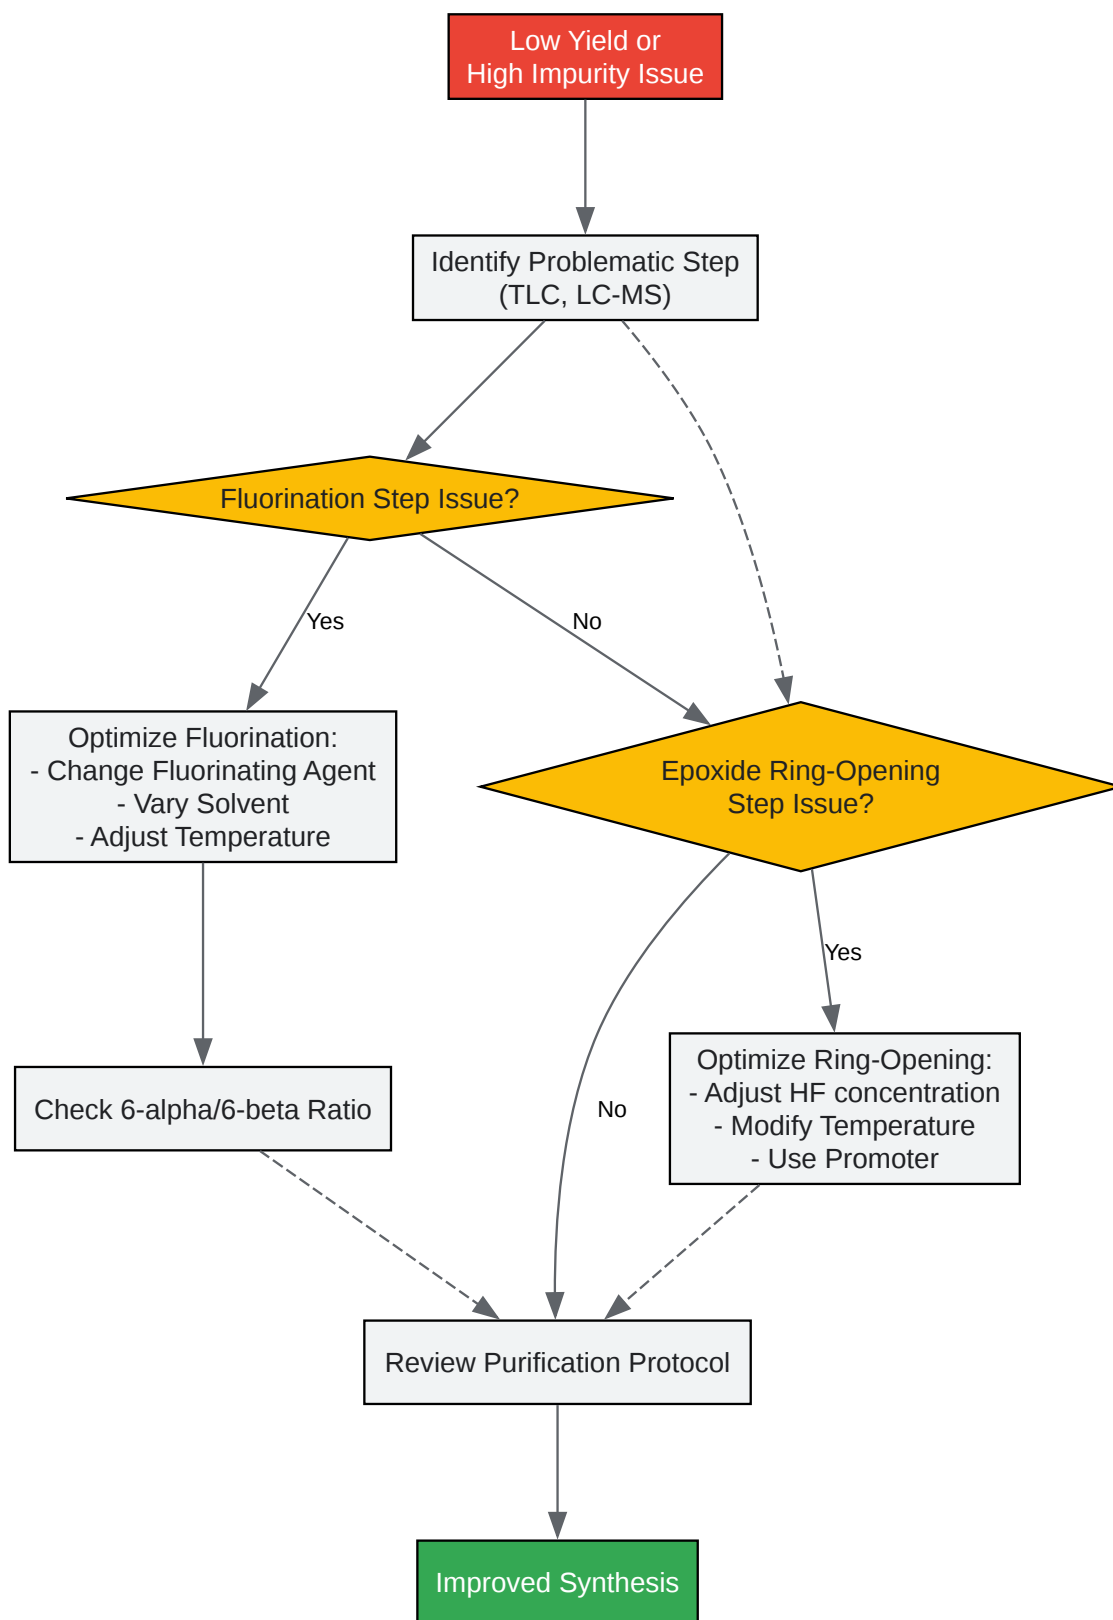 Low Yield or
High Impurity Issue
Identify Problematic Step
(TLC, LC-MS)
Fluorination Step Issue?
Yes
No
Optimize Fluorination:
- Change Fluorinating Agent
- Vary Solvent
- Adjust Temperature
Epoxide Ring-Opening
Step Issue?
Yes
No
Check 6-alpha/6-beta Ratio
Optimize Ring-Opening:
- Adjust HF concentration
- Modify Temperature
- Use Promoter
Review Purification Protocol
Improved Synthesis